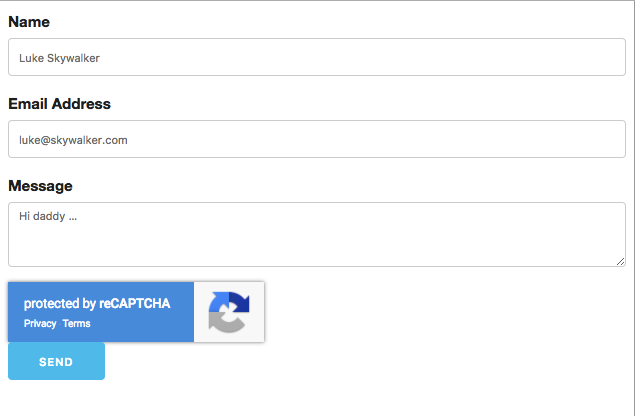 Name
Luke Skywalker
Email Address
luke@skywalker.com
Message
Hi daddy ...
protected by reCAPTCHA
Privacy Terms
SEND